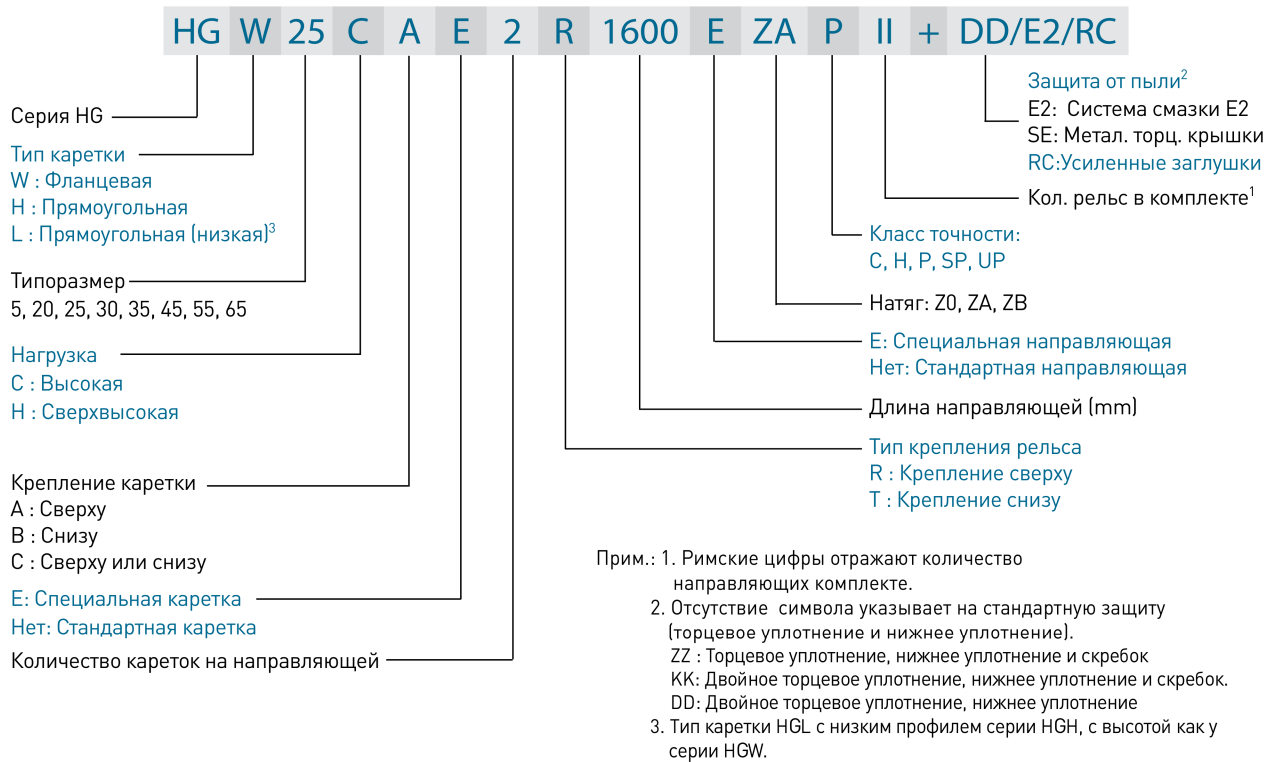 HG W 25 C A E 2 R 1600 E ZA P II + DD/E2/RC
Серия HG
Тип каретки
W : Фланцевая
H : Прямоугольная
L : Прямоугольная (низкая)3
Типоразмер
5, 20, 25, 30, 35, 45, 55, 65
Нагрузка
C : Высокая
H : Сверхвысокая
Крепление каретки
A : Сверху
B : Снизу
C : Сверху или снизу
E: Специальная каретка
Нет: Стандартная каретка
Количество кареток на направляющей
Защита от пыли2
E2: Система смазки E2
SE: Метал. торц. крышки
RC:Усиленные заглушки
Кол. рельс в комплекте1
Класс точности:
C, H, P, SP, UP
Натяг: Z0, ZA, ZB
E: Специальная направляющая
Нет: Стандартная направляющая
Длина направляющей (mm)
Тип крепления рельса
R : Крепление сверху
T : Крепление снизу
Прим.: 1. Римские цифры отражают количество
направляющих комплекте.
2. Отсутствие символа указывает на стандартную защиту
(торцевое уплотнение и нижнее уплотнение).
ZZ : Торцевое уплотнение, нижнее уплотнение и скребок
KK: Двойное торцевое уплотнение, нижнее уплотнение и скребок.
DD: Двойное торцевое уплотнение, нижнее уплотнение
3. Тип каретки HGL с низким профилем серии HGH, с высотой как у
серии HGW.